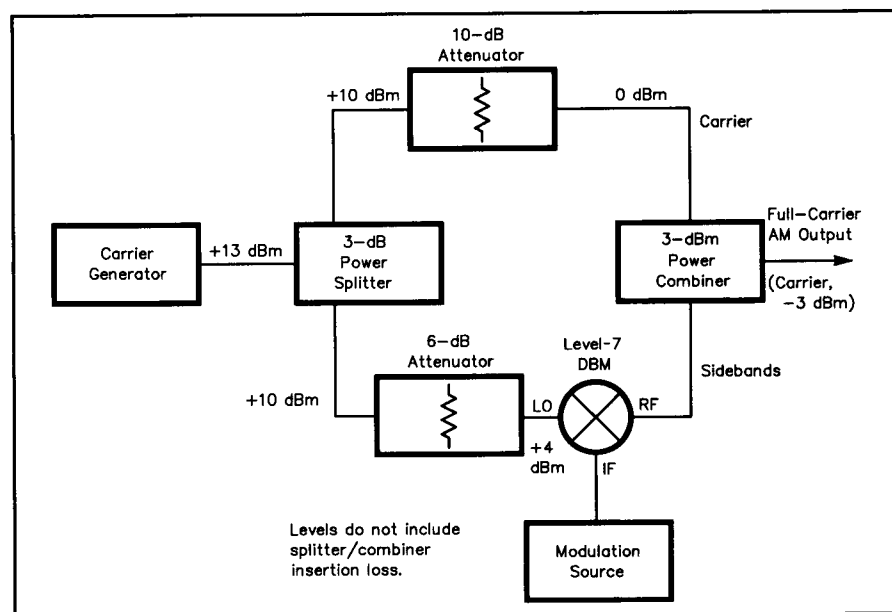 10-dB
Attenuator
+10 dBm
0 dBm
Carrier
Carrier
Generator
+13 dBm
3-dB
Power
Splitter
3-dBm
Power
Combiner
Full-Carrier
AM Output
(Carrier,
-3 dBm)
6-dB
Attenuator
Level-7
DBM
Sidebands
+10 dBm
LO
RF
+4
dBm
IF
Levels do not include
splitter/combiner
insertion loss.
Modulation
Source